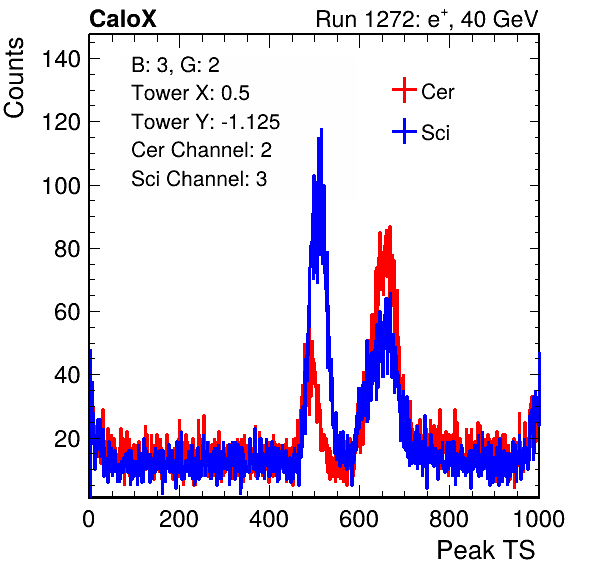 CaloX
Run 1272: e+, 40 GeV
Counts
B: 3, G: 2
Tower X: 0.5
Tower Y: -1.125
Cer Channel: 2
Sci Channel: 3
Cer
Sci
140
120
100
80
60
40
20
0 200 400 600 800 1000
Peak TS